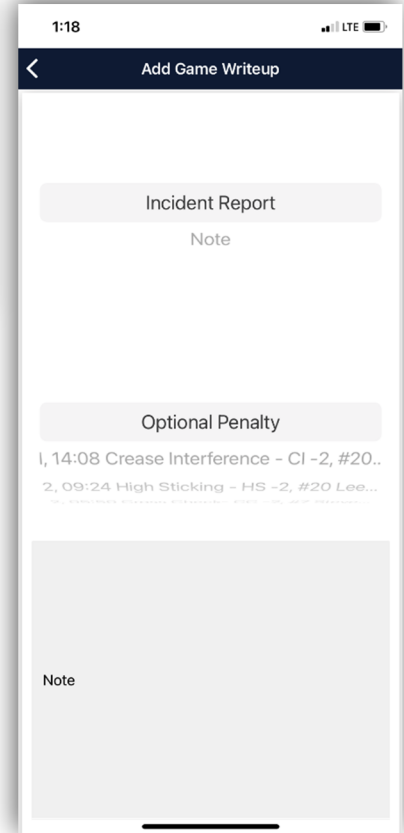 1:18 LTE
Add Game Writeup
Incident Report
Note
Optional Penalty
, 14:08 Crease Interference - CI -2, #20..
2, 09:24 High Sticking - HS -2, #20 Lee...
Note